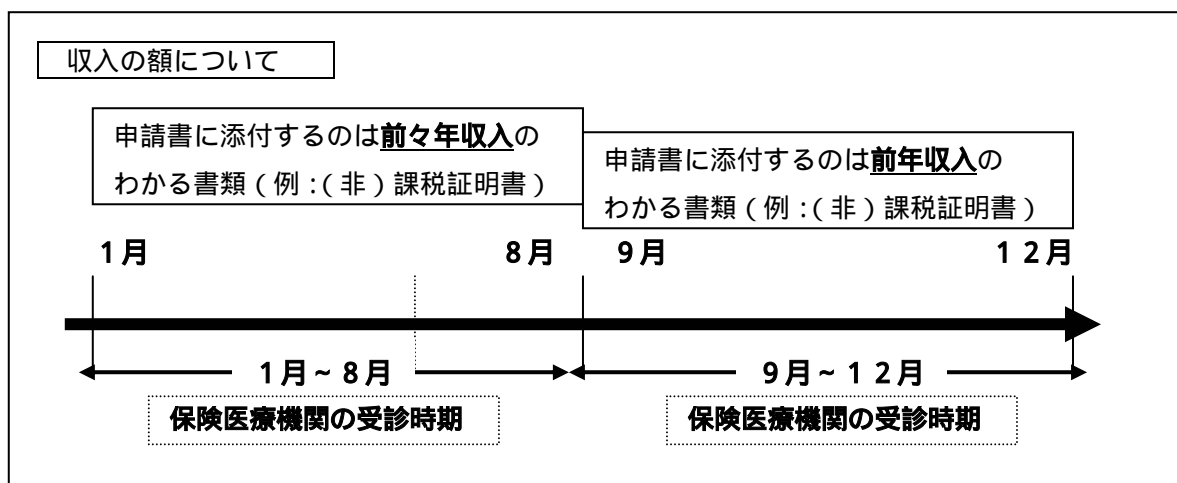 収入の額について
申請書に添付するのは前々年収入の
わかる書類(例:(非)課税証明書)
申請書に添付するのは前年収入の
わかる書類(例:(非)課税証明書)
1月 8月 9月 12月
1月~8月 9月~12月
保険医療機関の受診時期 保険医療機関の受診時期